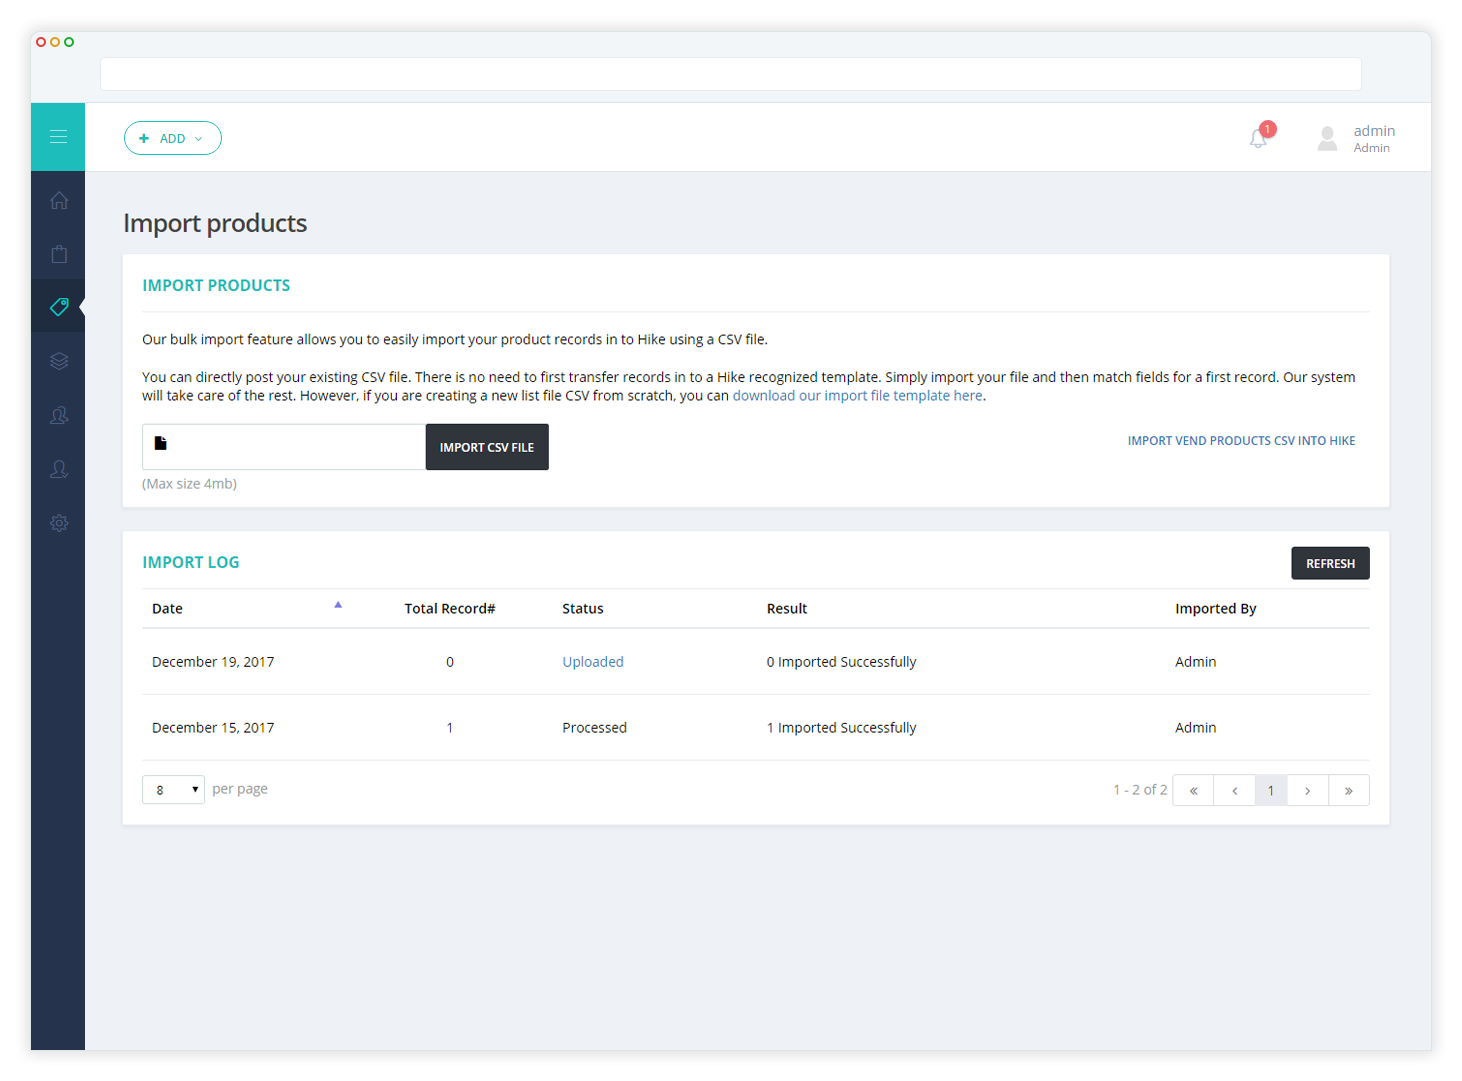 ADD
1
admin
Admin
Import products
IMPORT PRODUCTS
Our bulk import feature allows you to easily import your product records in to Hike using a CSV file.
You can directly post your existing CSV file. There is no need to first transfer records in to a Hike recognized template. Simply import your file and then match fields for a first record. Our system
will take care of the rest. However, if you are creating a new list file CSV from scratch, you can download our import file template here.
IMPORT CSV FILE
IMPORT VEND PRODUCTS CSV INTO HIKE
(Max size 4mb)
IMPORT LOG
REFRESH
Date Total Record# Status Result Imported By
December 19, 2017 0 Uploaded 0 Imported Successfully Admin
December 15, 2017 1 Processed 1 Imported Successfully Admin
8 per page 1 - 2 of 2 « ‹ 1 › »